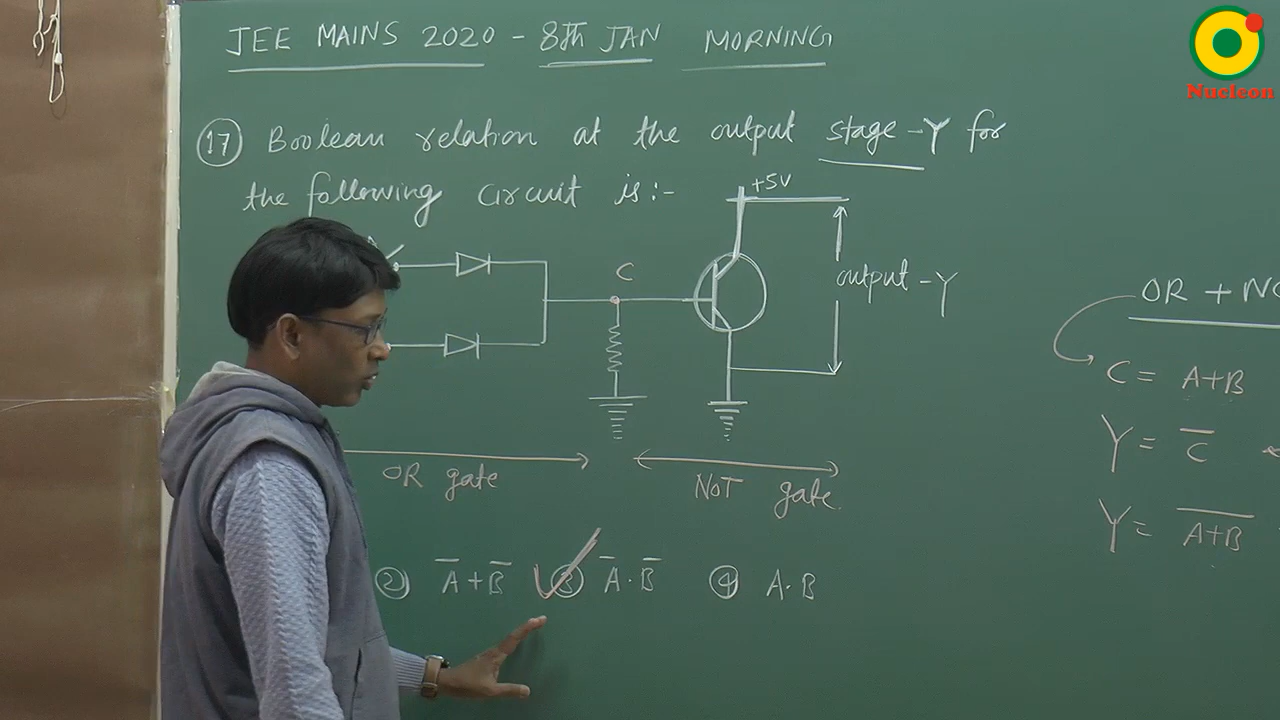 JEE MAINS 2020 - 8th JAN MORNING
Nucleon
(17) Boolean relation at the output stage - Y for
the following circuit is:-
+5V
A
C
output - Y
OR + NO
C = A+B
Y = C̅
Y = \overline{A+B}
OR gate
NOT gate.
(2) A̅ + B̅ (3) A̅ . B̅ (4) A . B